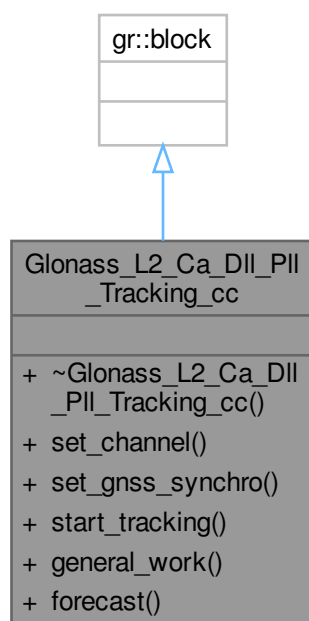 gr::block
Glonass_L2_Ca_Dll_Pll
_Tracking_cc
+ ~Glonass_L2_Ca_Dll
_Pll_Tracking_cc()
+ set_channel()
+ set_gnss_synchro()
+ start_tracking()
+ general_work()
+ forecast()